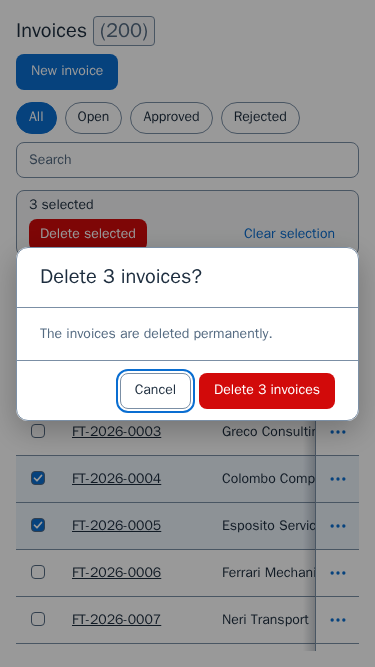 Invoices (200)
New invoice
All Open Approved Rejected
Search
3 selected
Delete selected Clear selection
Delete 3 invoices?
The invoices are deleted permanently.
Cancel Delete 3 invoices
FT-2026-0003 Greco Consultin
FT-2026-0004 Colombo Comp
FT-2026-0005 Esposito Servic
FT-2026-0006 Ferrari Mechani
FT-2026-0007 Neri Transport